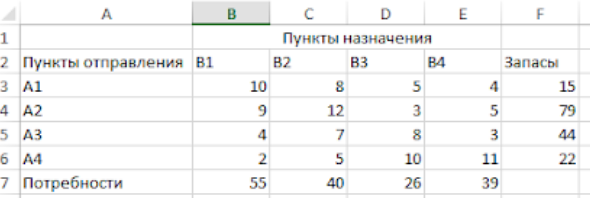 A B C D E F
1 Пункты назначения
2 Пункты отправления B1 B2 B3 B4 Запасы
3 A1 10 8 5 4 15
4 A2 9 12 3 5 79
5 A3 4 7 8 3 44
6 A4 2 5 10 11 22
7 Потребности 55 40 26 39